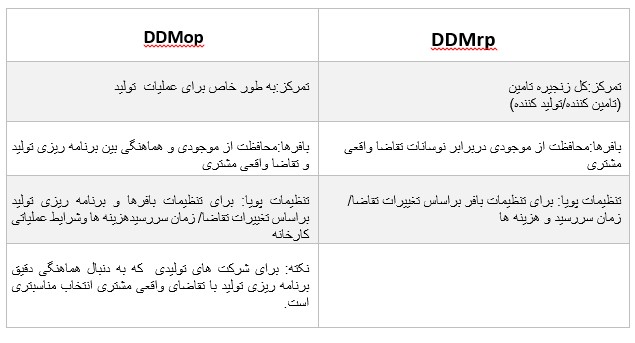 DDMrp
DDMop
تمرکز:کل زنجیره تامین
(تامین کننده/تولید کننده)
تمرکز:به طور خاص برای عملیات تولید
بافرها:محافظت از موجودی دربرابر نوسانات تقاضا واقعی
مشتری
بافرها:محافظت از موجودی و هماهنگی بین برنامه ریزی تولید
و تقاضا واقعی مشتری
تنظیمات پویا: برای تنظیمات بافر براساس تغییرات تقاضا/
زمان سررسید و هزینه ها
تنظیمات پویا: برای تنظیمات بافرها و برنامه ریزی تولید
براساس تغییرات تقاضا/ زمان سررسیدهزینه ها وشرایط عملیاتی
کارخانه
نکته: برای شرکت های تولیدی که به دنبال هماهنگی دقیق
برنامه ریزی تولید با تقاضای واقعی مشتری انتخاب مناسبتری
است.